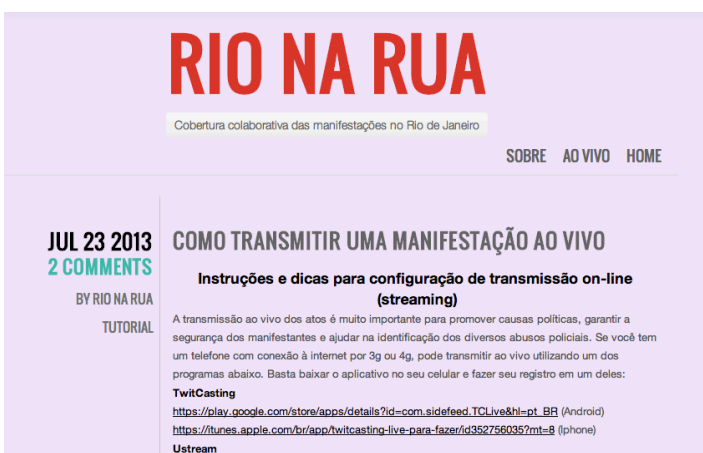 RIO NA RUA
Cobertura colaborativa das manifestações no Rio de Janeiro
SOBRE AO VIVO HOME
JUL 23 2013
2 COMMENTS
BY RIO NA RUA
TUTORIAL
COMO TRANSMITIR UMA MANIFESTAÇÃO AO VIVO
Instruções e dicas para configuração de transmissão on-line
(streaming)
A transmissão ao vivo dos atos é muito importante para promover causas políticas, garantir a
segurança dos manifestantes e ajudar na identificação dos diversos abusos policiais. Se você tem
um telefone com conexão à internet por 3g ou 4g, pode transmitir ao vivo utilizando um dos
programas abaixo. Basta baixar o aplicativo no seu celular e fazer seu registro em um deles:
TwitCasting
https://play.google.com/store/apps/details?id=com.sidefeed.TCLive&hl=pt_BR (Android)
https://itunes.apple.com/br/app/twitcasting-live-para-fazer/id352756035?mt=8 (Iphone)
Ustream